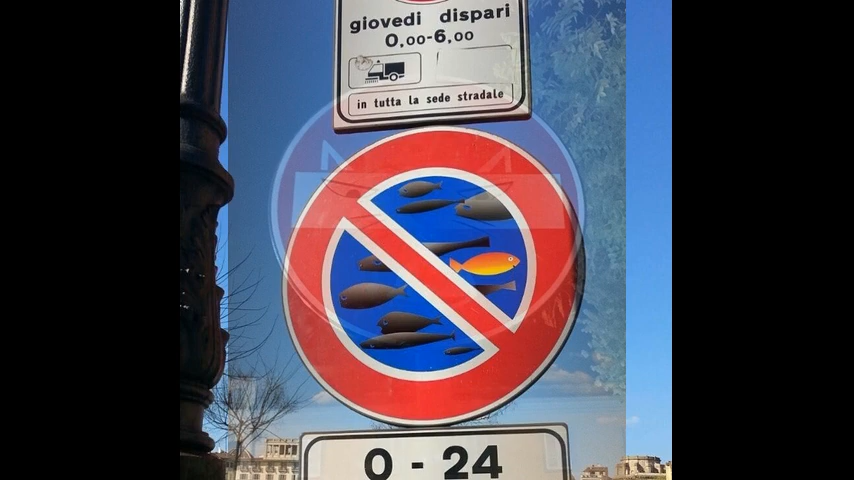 giovedi dispari
0,00-6,00
in tutta la sede stradale
0 - 24